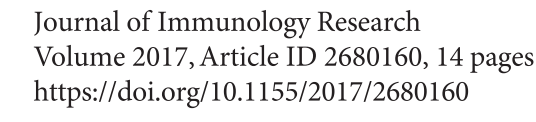 Journal of Immunology Research
Volume 2017, Article ID 2680160, 14 pages
https://doi.org/10.1155/2017/2680160